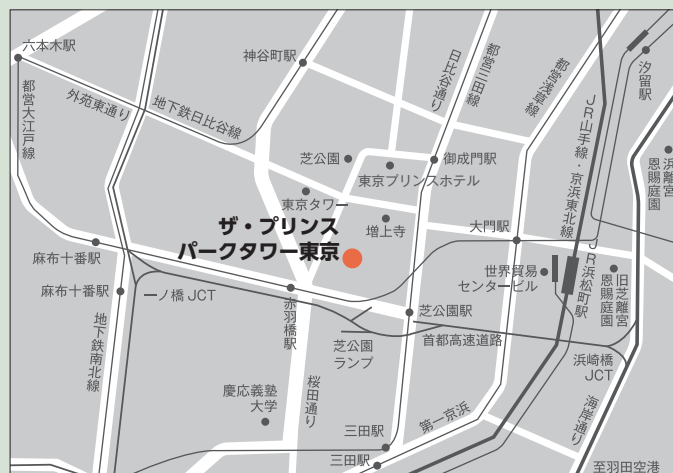 六本木駅
都営大江戸線
外苑東通り
地下鉄日比谷線
神谷町駅
日比谷通り
都営三田線
都営浅草線
汐留駅
JR山手線・京浜東北線
浜離宮
恩賜庭園
芝公園
御成門駅
東京プリンスホテル
東京タワー
増上寺
大門駅
ザ・プリンス
パークタワー東京
麻布十番駅
麻布十番駅
一ノ橋 JCT
地下鉄南北線
赤羽橋駅
芝公園駅
世界貿易
センタービル
JR浜松町駅
旧芝離宮
恩賜庭園
芝公園
ランプ
首都高速道路
浜崎橋
JCT
慶応義塾
大学
桜田通り
第一京浜
海岸通り
三田駅
三田駅
至羽田空港